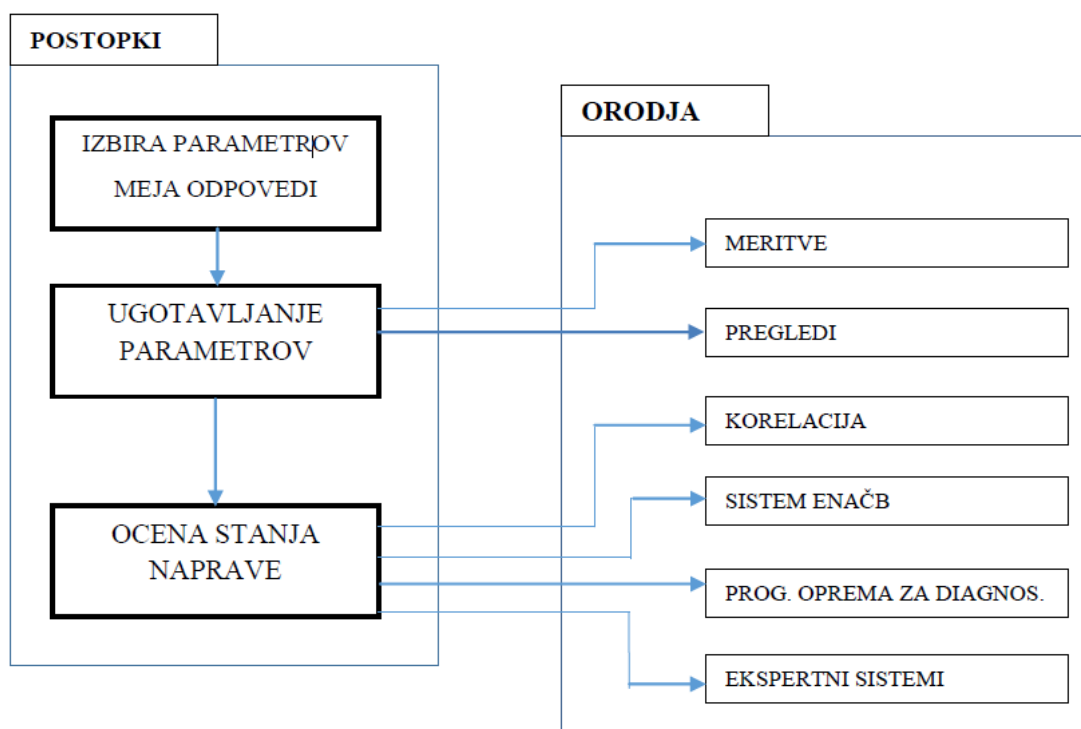 POSTOPKI
IZBIRA PARAMETROV
MEJA ODPOVEDI
UGOTAVLJANJE
PARAMETROV
OCENA STANJA
NAPRAVE
ORODJA
MERITVE
PREGLEDI
KORELACIJA
SISTEM ENAČB
PROG. OPREMA ZA DIAGNOS.
EKSPERTNI SISTEMI